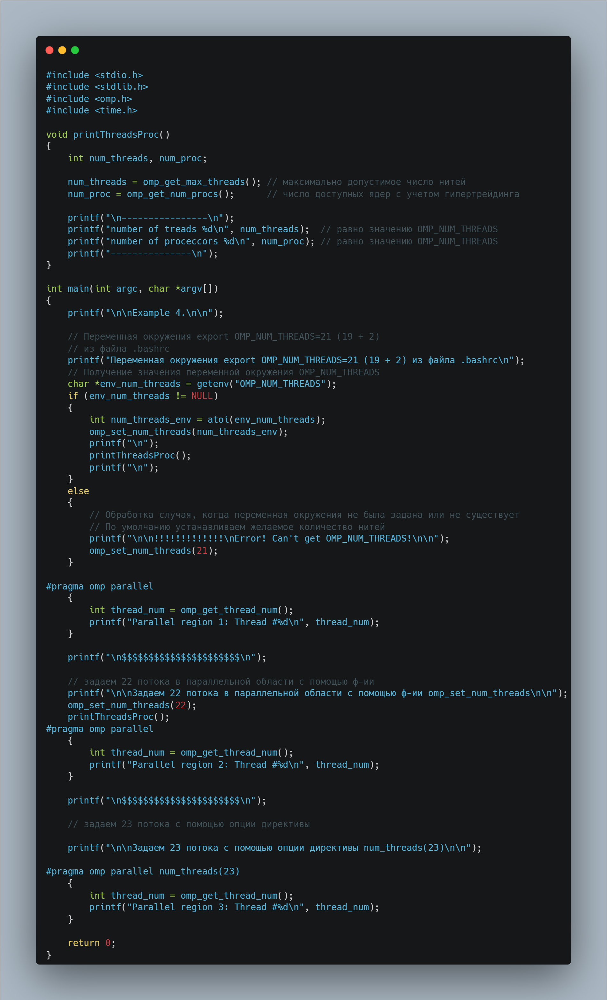 #include <stdio.h>
#include <stdlib.h>
#include <omp.h>
#include <time.h>

void printThreadsProc()
{
    int num_threads, num_proc;

    num_threads = omp_get_max_threads(); // максимально допустимое число нитей
    num_proc = omp_get_num_procs();      // число доступных ядер с учетом гипертрейдинга

    printf("\n----------------\n");
    printf("number of treads %d\n", num_threads);  // равно значению OMP_NUM_THREADS
    printf("number of proceccors %d\n", num_proc); // равно значению OMP_NUM_THREADS
    printf("---------------\n");
}

int main(int argc, char *argv[])
{
    printf("\n\nExample 4.\n\n");

    // Переменная окружения export OMP_NUM_THREADS=21 (19 + 2)
    // из файла .bashrc
    printf("Переменная окружения export OMP_NUM_THREADS=21 (19 + 2) из файла .bashrc\n");
    // Получение значения переменной окружения OMP_NUM_THREADS
    char *env_num_threads = getenv("OMP_NUM_THREADS");
    if (env_num_threads != NULL)
    {
        int num_threads_env = atoi(env_num_threads);
        omp_set_num_threads(num_threads_env);
        printf("\n");
        printThreadsProc();
        printf("\n");
    }
    else
    {
        // Обработка случая, когда переменная окружения не была задана или не существует
        // По умолчанию устанавливаем желаемое количество нитей
        printf("\n\n!!!!!!!!!!!!!\nError! Can't get OMP_NUM_THREADS!\n\n");
        omp_set_num_threads(21);
    }

#pragma omp parallel
    {
        int thread_num = omp_get_thread_num();
        printf("Parallel region 1: Thread #%d\n", thread_num);
    }

    printf("\n$$$$$$$$$$$$$$$$$$$$$$\n");

    // задаем 22 потока в параллельной области с помощью ф-ии
    printf("\n\nЗадаем 22 потока в параллельной области с помощью ф-ии omp_set_num_threads\n\n");
    omp_set_num_threads(22);
    printThreadsProc();
#pragma omp parallel
    {
        int thread_num = omp_get_thread_num();
        printf("Parallel region 2: Thread #%d\n", thread_num);
    }

    printf("\n$$$$$$$$$$$$$$$$$$$$$$\n");

    // задаем 23 потока с помощью опции директивы

    printf("\n\nЗадаем 23 потока с помощью опции директивы num_threads(23)\n\n");

#pragma omp parallel num_threads(23)
    {
        int thread_num = omp_get_thread_num();
        printf("Parallel region 3: Thread #%d\n", thread_num);
    }

    return 0;
}